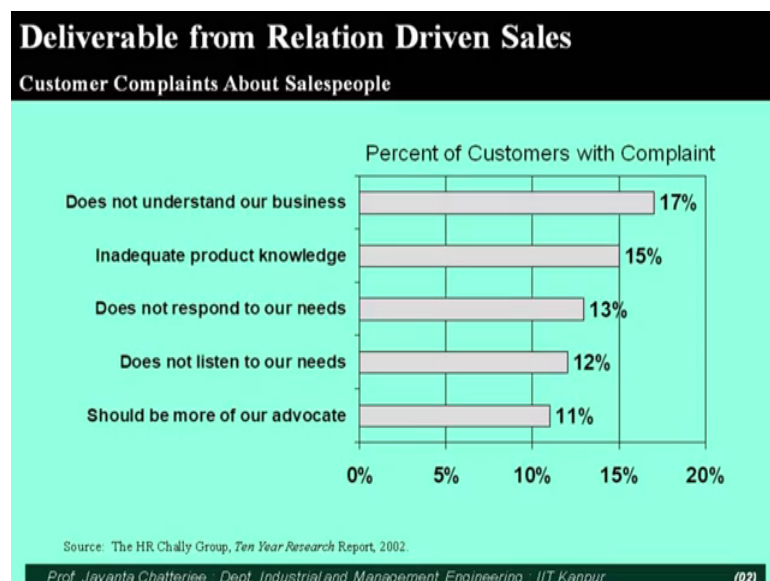 Deliverable from Relation Driven Sales
Customer Complaints About Salespeople
Percent of Customers with Complaint
Does not understand our business 17%
Inadequate product knowledge 15%
Does not respond to our needs 13%
Does not listen to our needs 12%
Should be more of our advocate 11%
0% 5% 10% 15% 20%
Source: The HR Chally Group, Ten Year Research Report, 2002.
Prof. Jayanta Chatterjee : Dept. Industrial and Management Engineering : IIT Kanpur (02)